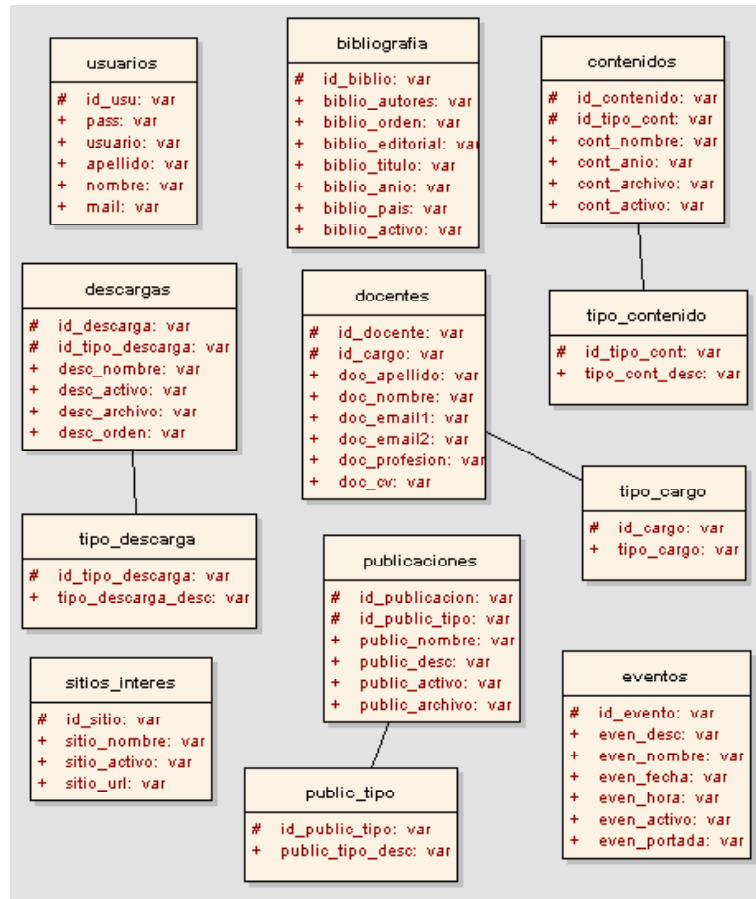 usuarios
# id_usu: var
+ pass: var
+ usuario: var
+ apellido: var
+ nombre: var
+ mail: var
bibliografia
# id_biblio: var
+ biblio_autores: var
+ biblio_orden: var
+ biblio_editorial: var
+ biblio_titulo: var
+ biblio_anio: var
+ biblio_pais: var
+ biblio_activo: var
contenidos
# id_contenido: var
# id_tipo_cont: var
+ cont_nombre: var
+ cont_anio: var
+ cont_archivo: var
+ cont_activo: var
descargas
# id_descarga: var
# id_tipo_descarga: var
+ desc_nombre: var
+ desc_activo: var
+ desc_archivo: var
+ desc_orden: var
docentes
# id_docente: var
# id_cargo: var
+ doc_apellido: var
+ doc_nombre: var
+ doc_email1: var
+ doc_email2: var
+ doc_profesion: var
+ doc_cv: var
tipo_contenido
# id_tipo_cont: var
+ tipo_cont_desc: var
tipo_cargo
# id_cargo: var
+ tipo_cargo: var
tipo_descarga
# id_tipo_descarga: var
+ tipo_descarga_desc: var
publicaciones
# id_publicacion: var
# id_public_tipo: var
+ public_nombre: var
+ public_desc: var
+ public_activo: var
+ public_archivo: var
sitios_interes
# id_sitio: var
+ sitio_nombre: var
+ sitio_activo: var
+ sitio_url: var
eventos
# id_evento: var
+ even_desc: var
+ even_nombre: var
+ even_fecha: var
+ even_hora: var
+ even_activo: var
+ even_portada: var
public_tipo
# id_public_tipo: var
+ public_tipo_desc: var